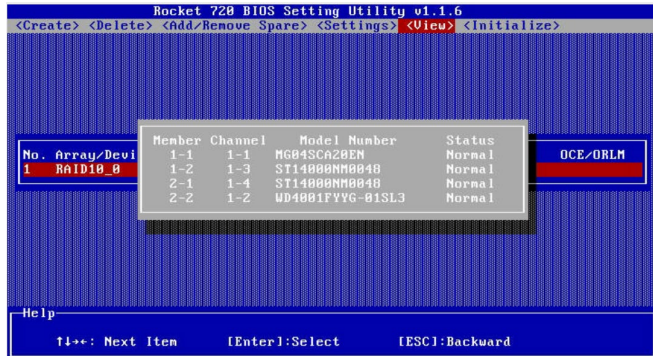 Rocket 720 BIOS Setting Utility v1.1.6
<Create> <Delete> <Add/Remove Spare> <Settings> <View> <Initialize>
Member Channel Model Number Status
No. Array/Devi 1-1 1-1 MG04SCA20EN Normal OCE/ORLM
1 RAID10_0 1-2 1-3 ST14000NM0048 Normal
2-1 1-4 ST14000NM0048 Normal
2-2 1-2 WD4001FYYG-01SL3 Normal
Help
↑↓→←: Next Item [Enter]:Select [ESC]:Backward